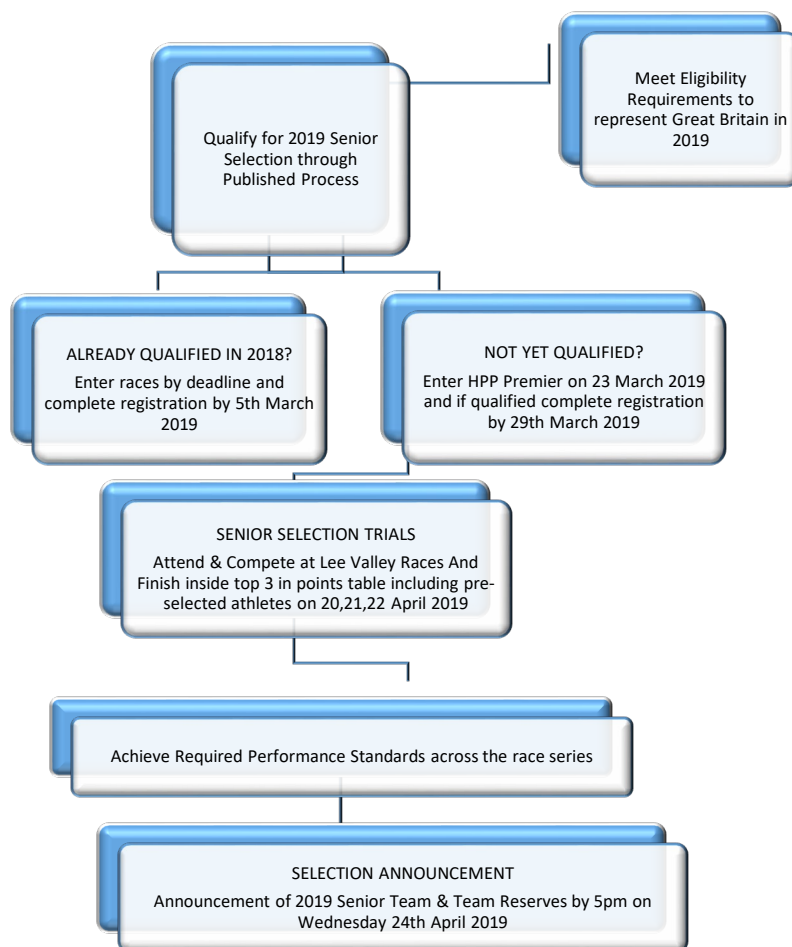 Meet Eligibility
Requirements to
represent Great Britain in
2019
Qualify for 2019 Senior
Selection through
Published Process
ALREADY QUALIFIED IN 2018?
Enter races by deadline and
complete registration by 5th March
2019
NOT YET QUALIFIED?
Enter HPP Premier on 23 March 2019
and if qualified complete registration
by 29th March 2019
SENIOR SELECTION TRIALS
Attend & Compete at Lee Valley Races And
Finish inside top 3 in points table including pre-
selected athletes on 20,21,22 April 2019
Achieve Required Performance Standards across the race series
SELECTION ANNOUNCEMENT
Announcement of 2019 Senior Team & Team Reserves by 5pm on
Wednesday 24th April 2019